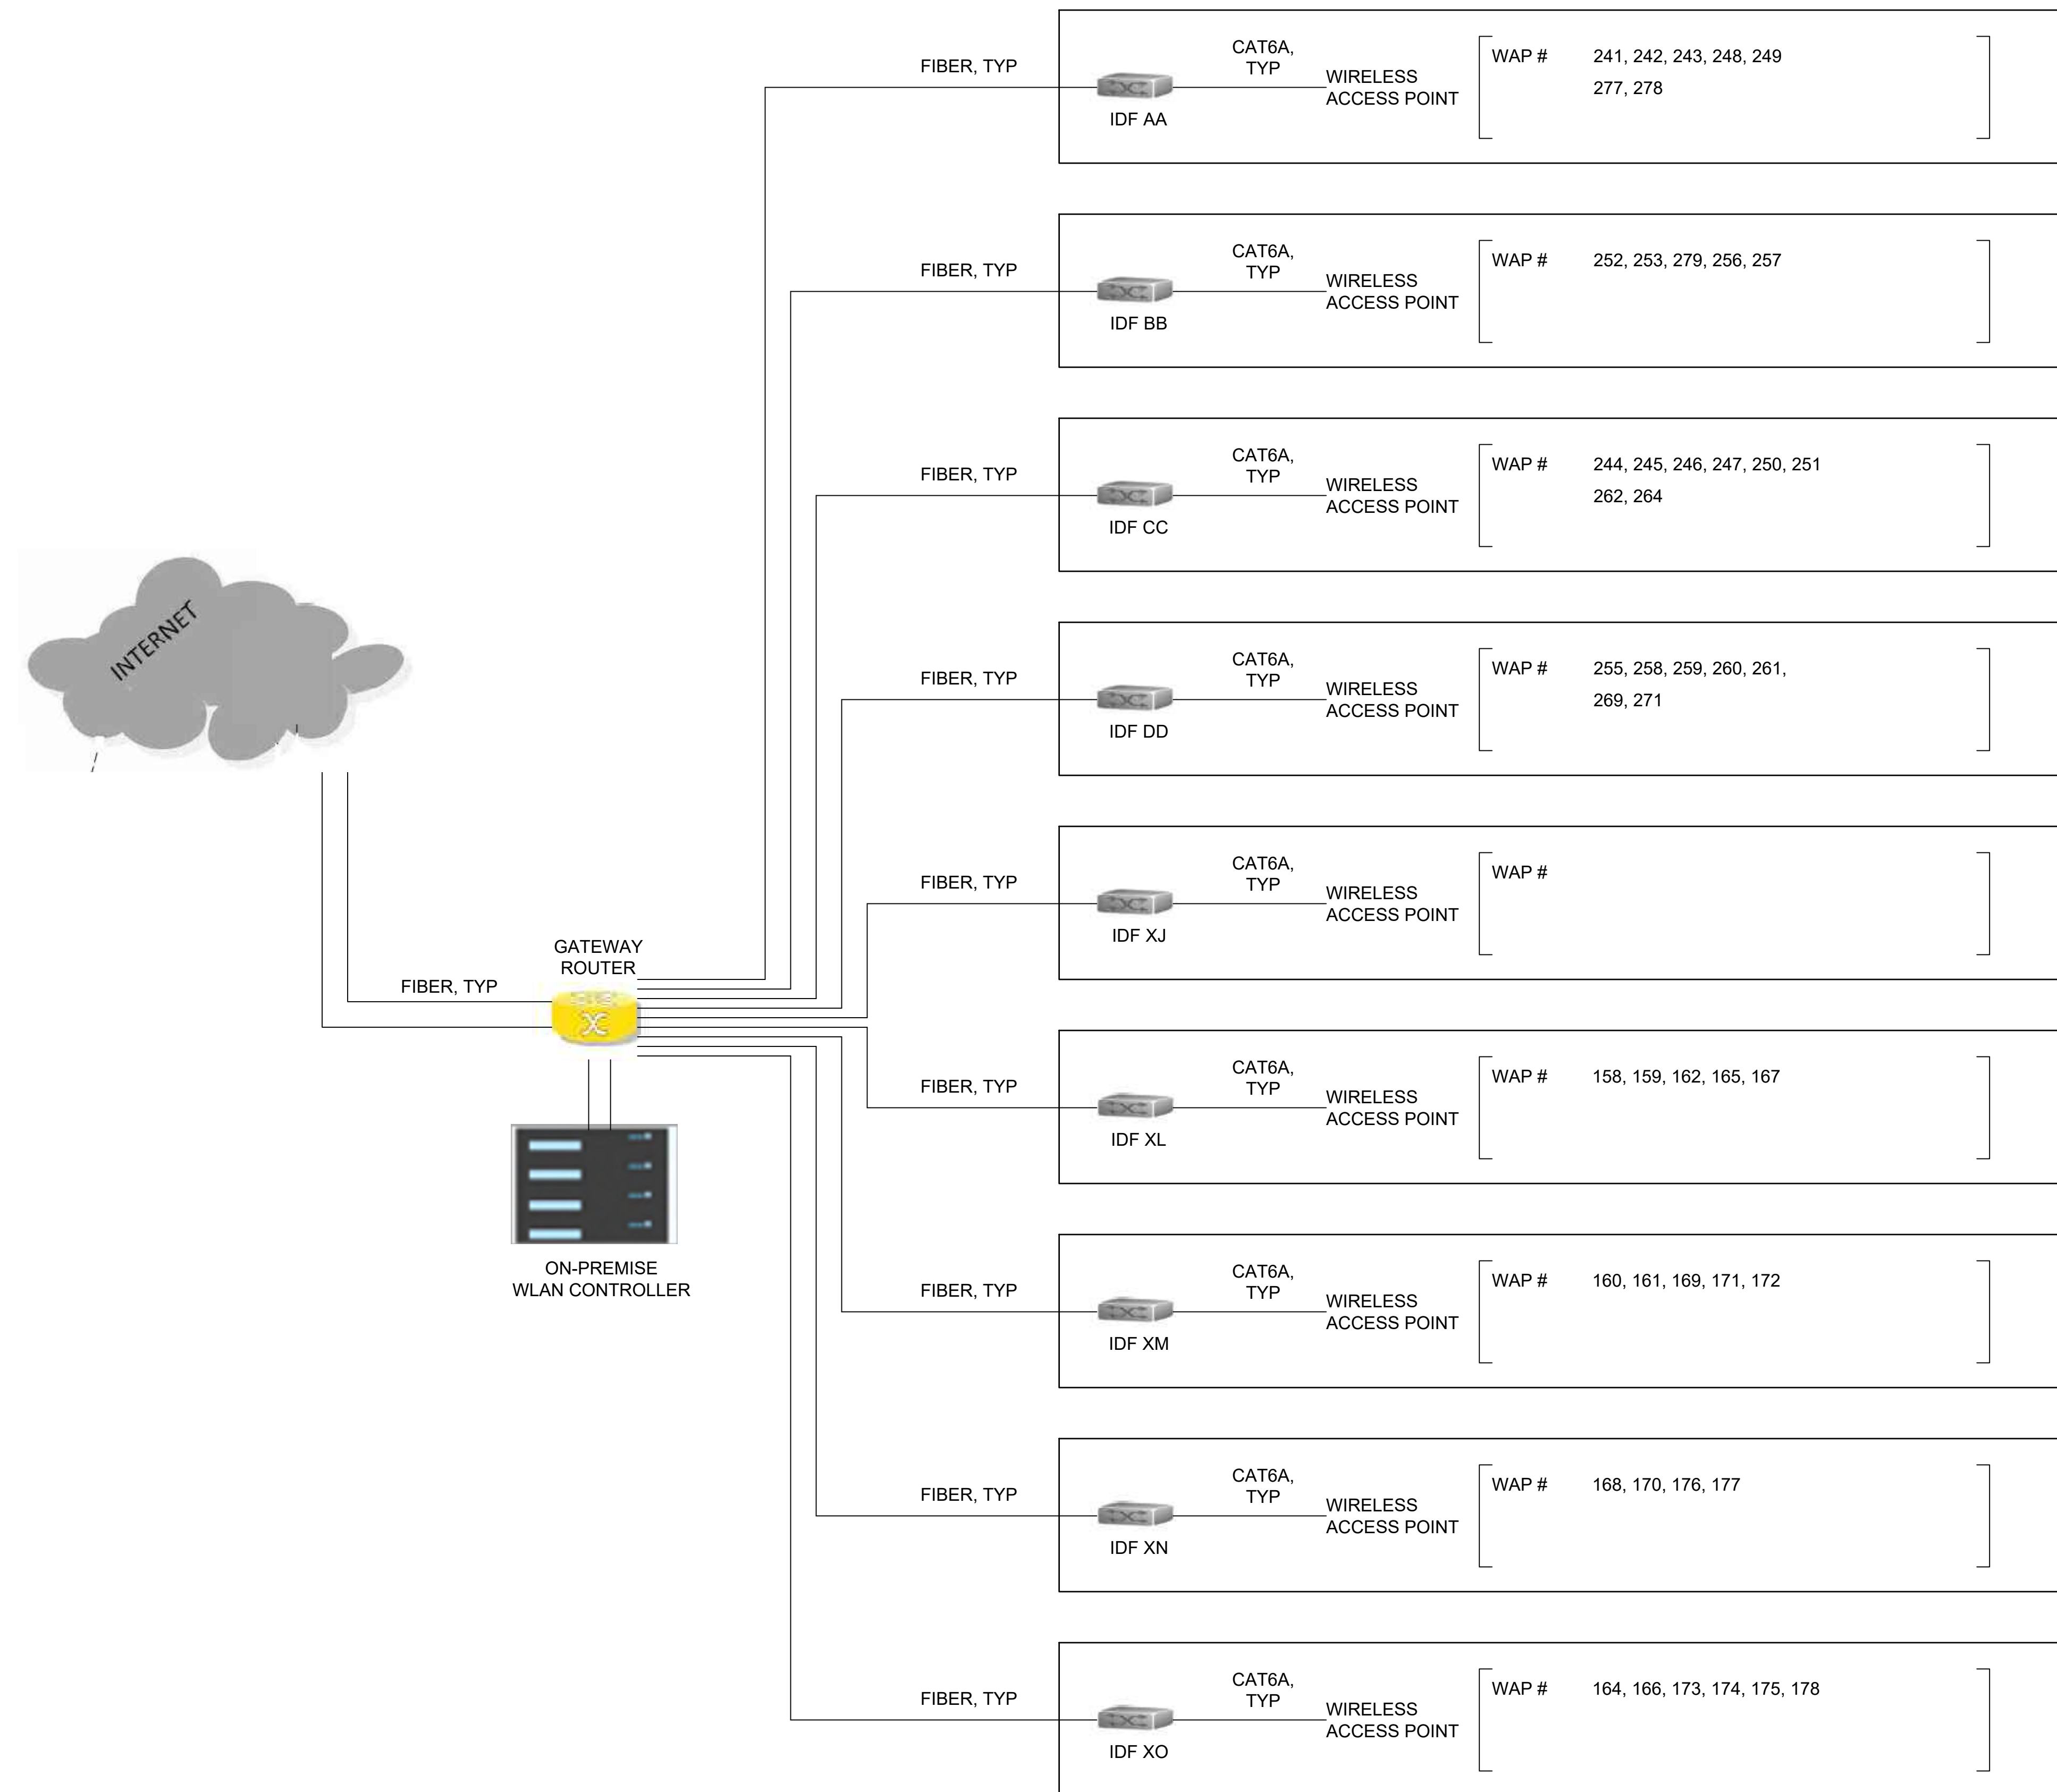 FIBER, TYP
CAT6A,
TYP
WIRELESS
ACCESS POINT
IDF AA
WAP # 241, 242, 243, 248, 249
277, 278
FIBER, TYP
CAT6A,
TYP
WIRELESS
ACCESS POINT
IDF BB
WAP # 252, 253, 279, 256, 257
FIBER, TYP
CAT6A,
TYP
WIRELESS
ACCESS POINT
IDF CC
WAP # 244, 245, 246, 247, 250, 251
262, 264
INTERNET
FIBER, TYP
CAT6A,
TYP
WIRELESS
ACCESS POINT
IDF DD
WAP # 255, 258, 259, 260, 261,
269, 271
FIBER, TYP
CAT6A,
TYP
WIRELESS
ACCESS POINT
IDF XJ
WAP #
GATEWAY
ROUTER
FIBER, TYP
FIBER, TYP
CAT6A,
TYP
WIRELESS
ACCESS POINT
IDF XL
WAP # 158, 159, 162, 165, 167
ON-PREMISE
WLAN CONTROLLER
FIBER, TYP
CAT6A,
TYP
WIRELESS
ACCESS POINT
IDF XM
WAP # 160, 161, 169, 171, 172
FIBER, TYP
CAT6A,
TYP
WIRELESS
ACCESS POINT
IDF XN
WAP # 168, 170, 176, 177
FIBER, TYP
CAT6A,
TYP
WIRELESS
ACCESS POINT
IDF XO
WAP # 164, 166, 173, 174, 175, 178